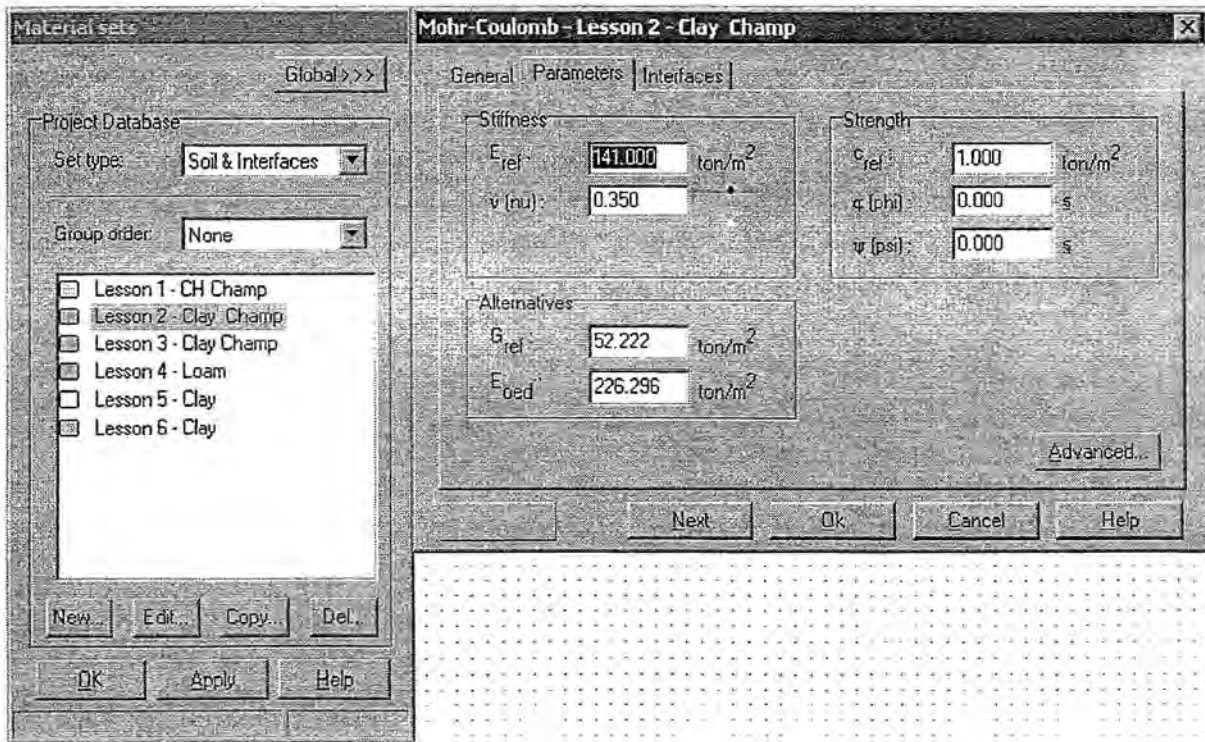 Material sets
Global >>>
Project Database
Set type: Soil & Interfaces
Group order: None
Lesson 1 - CH Champ
Lesson 2 - Clay Champ
Lesson 3 - Clay Champ
Lesson 4 - Loam
Lesson 5 - Clay
Lesson 6 - Clay
New... Edit... Copy... Del...
OK Apply Help
Mohr-Coulomb - Lesson 2 - Clay Champ
General Parameters Interfaces
Stiffness
E ref : 141.000 ton/m²
ν (nu) : 0.350
Strength
c ref : 1.000 ton/m²
φ (phi) : 0.000 s
ψ (psi) : 0.000 s
Alternatives
G ref : 52.222 ton/m²
E oed : 226.296 ton/m²
Advanced...
Next Ok Cancel Help